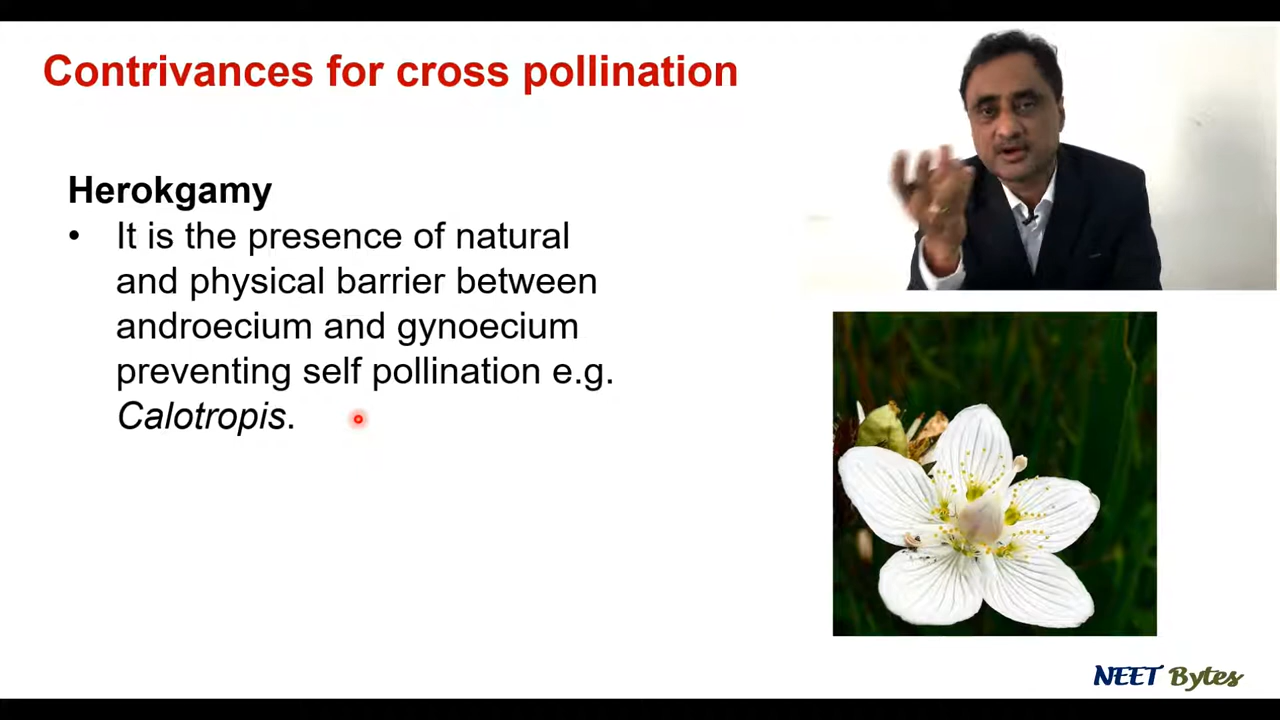 Contrivances for cross pollination
Herokgamy
• It is the presence of natural
and physical barrier between
androecium and gynoecium
preventing self pollination e.g.
Calotropis.
NEET Bytes